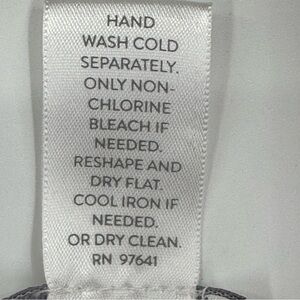 HAND
WASH COLD
SEPARATELY.
ONLY NON-
CHLORINE
BLEACH IF
NEEDED.
RESHAPE AND
DRY FLAT.
COOL IRON IF
NEEDED.
OR DRY CLEAN.
RN 97641